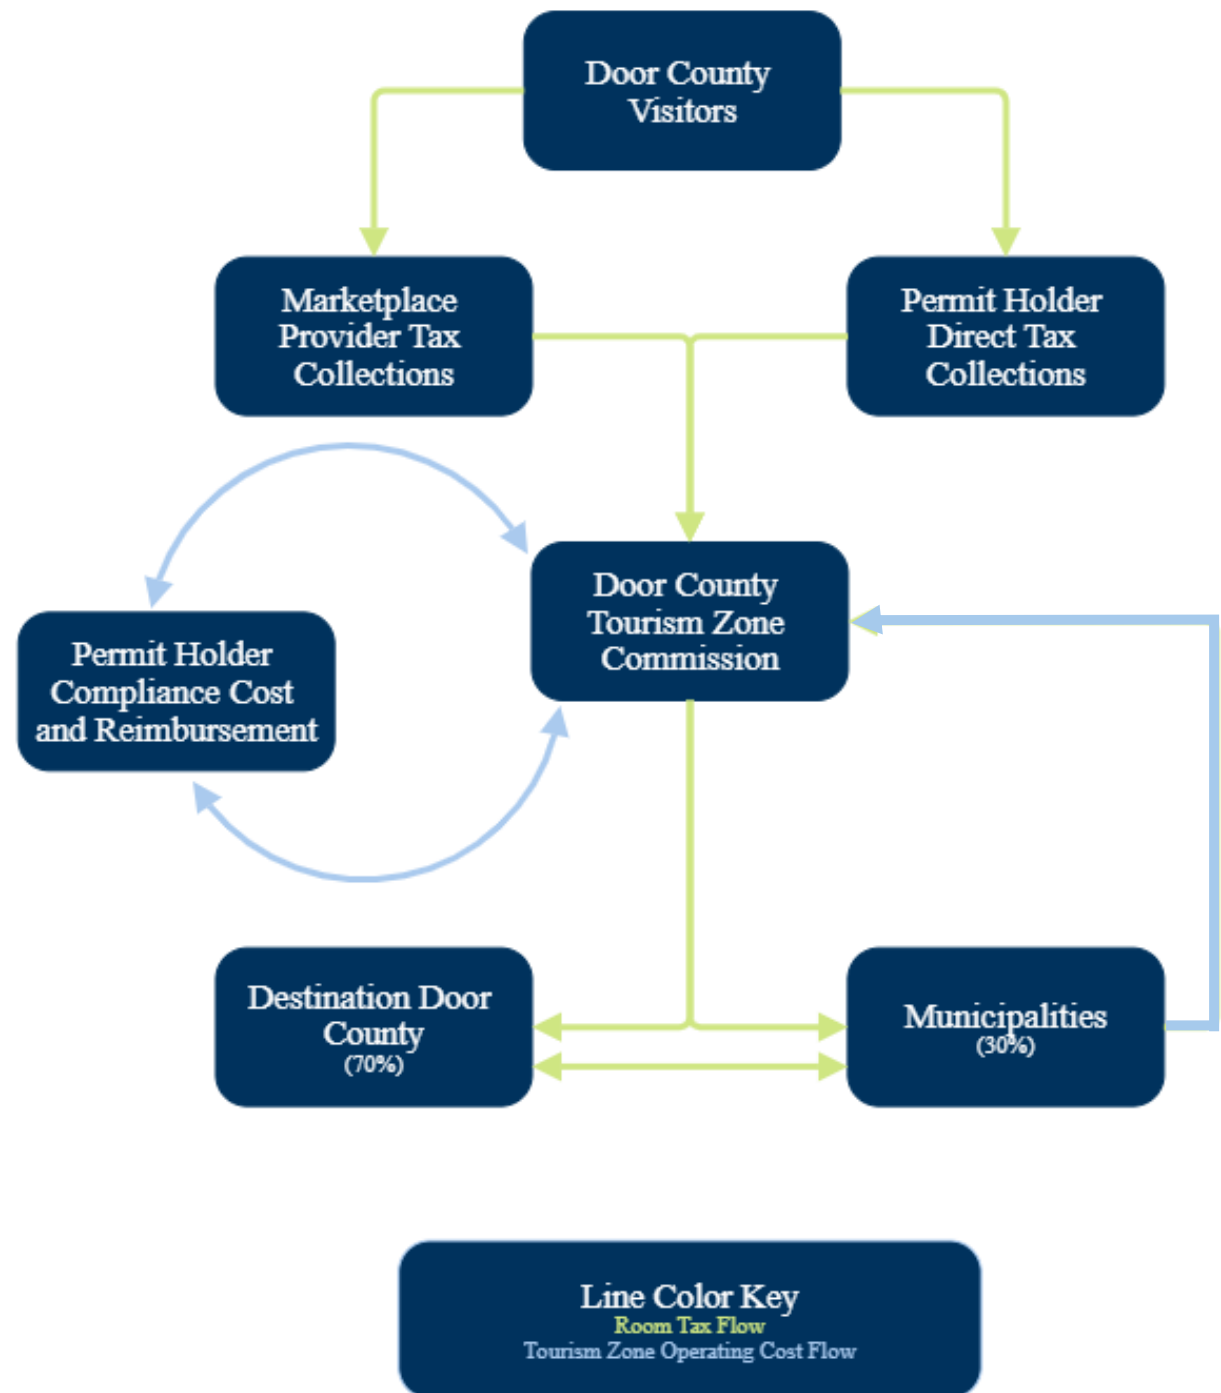 Door County
Visitors
Marketplace
Provider Tax
Collections
Permit Holder
Direct Tax
Collections
Door County
Tourism Zone
Commission
Permit Holder
Compliance Cost
and Reimbursement
Destination Door
County
(70%)
Municipalities
(30%)
Line Color Key
Room Tax Flow
Tourism Zone Operating Cost Flow